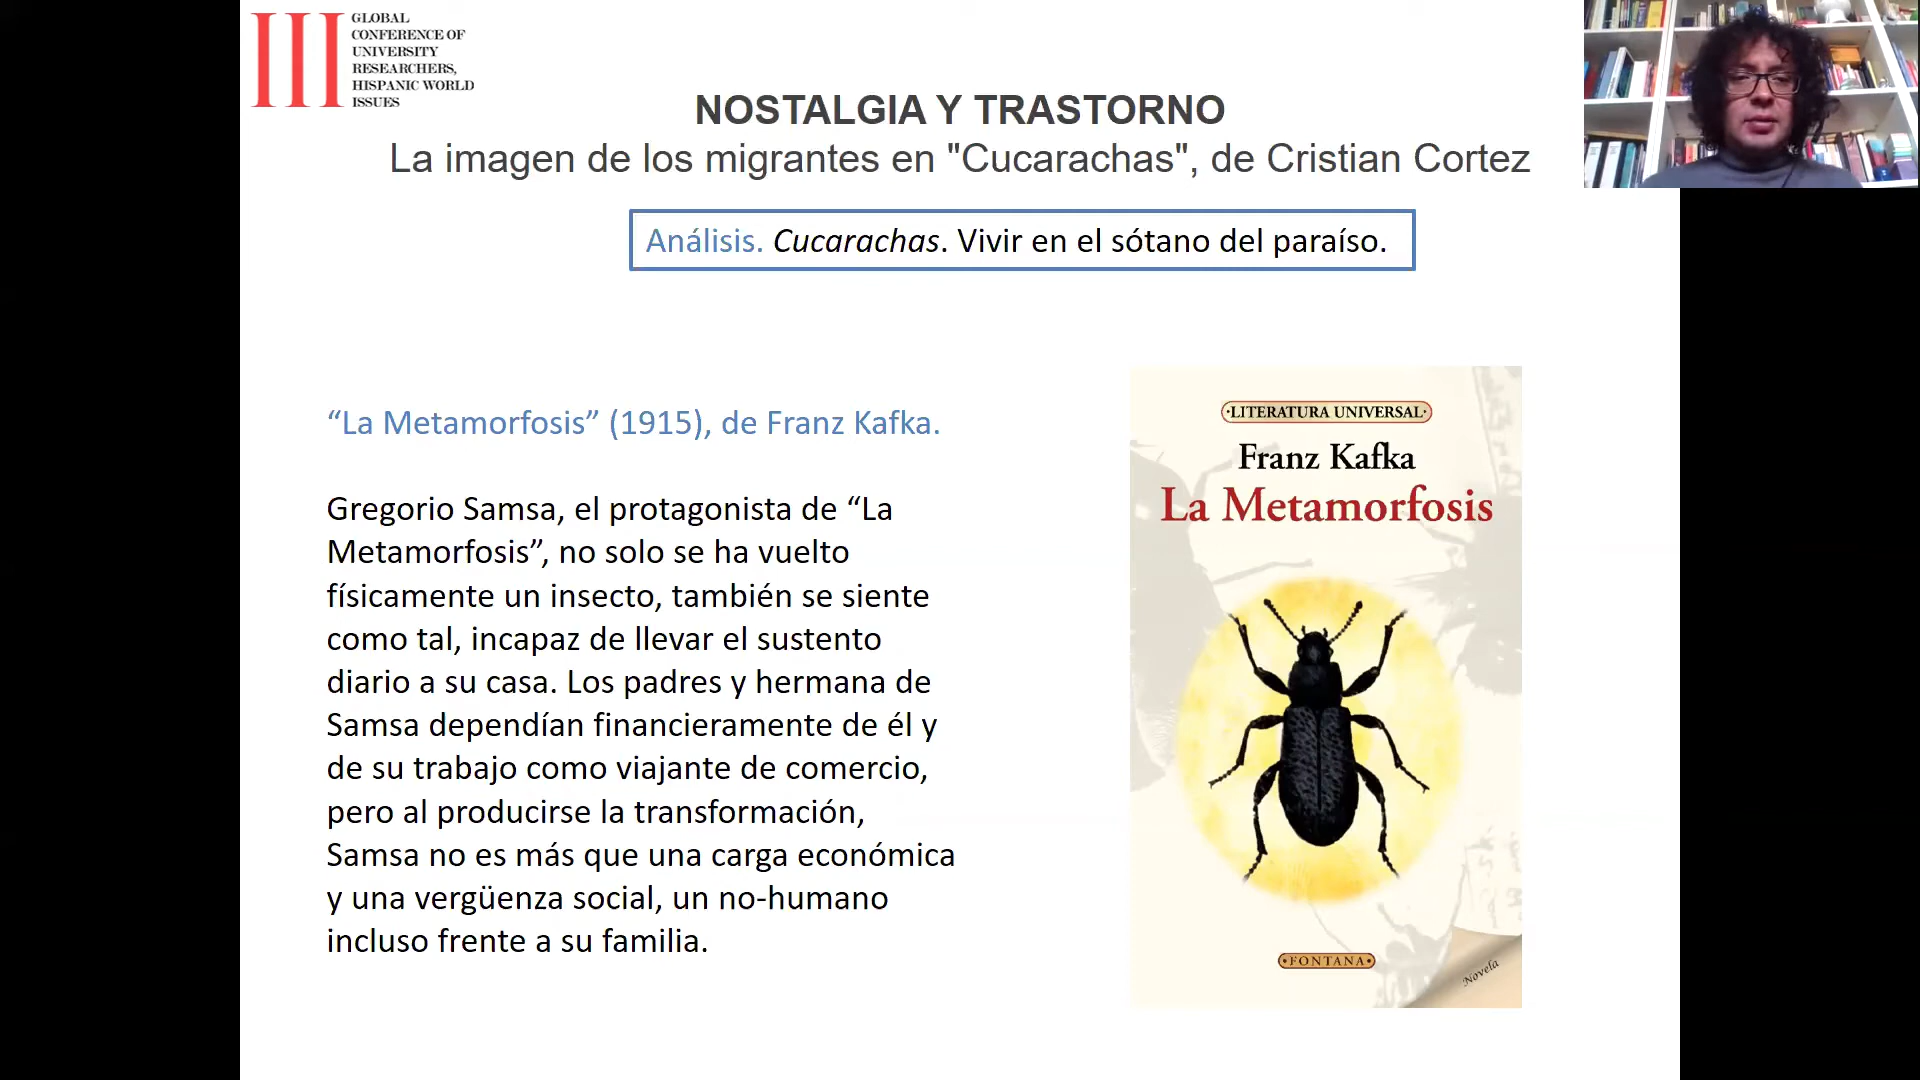 GLOBAL
CONFERENCE OF
UNIVERSITY
RESEARCHERS,
HISPANIC WORLD
ISSUES
NOSTALGIA Y TRASTORNO
La imagen de los migrantes en "Cucarachas", de Cristian Cortez
Análisis. Cucarachas. Vivir en el sótano del paraíso.
“La Metamorfosis” (1915), de Franz Kafka.
Gregorio Samsa, el protagonista de “La
Metamorfosis”, no solo se ha vuelto
físicamente un insecto, también se siente
como tal, incapaz de llevar el sustento
diario a su casa. Los padres y hermana de
Samsa dependían financieramente de él y
de su trabajo como viajante de comercio,
pero al producirse la transformación,
Samsa no es más que una carga económica
y una vergüenza social, un no-humano
incluso frente a su familia.
·LITERATURA UNIVERSAL·
Franz Kafka
La Metamorfosis
•FONTANA•
Novela